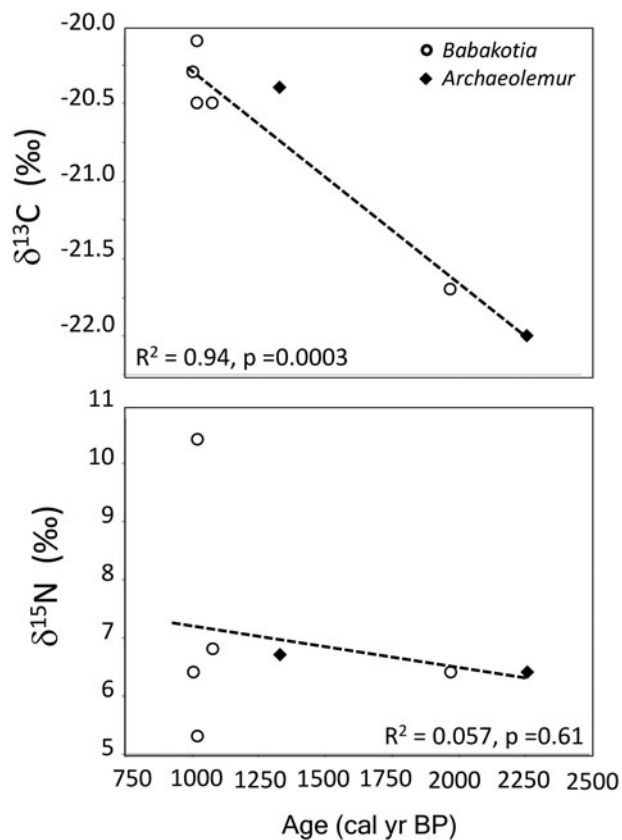 -20.0
Babakotia
Archaeolemur
-20.5
-21.0
-21.5
-22.0
δ13C (‰)
R2 = 0.94, p =0.0003
11
10
9
8
7
6
5
δ15N (‰)
R2 = 0.057, p =0.61
750 1000 1250 1500 1750 2000 2250 2500
Age (cal yr BP)